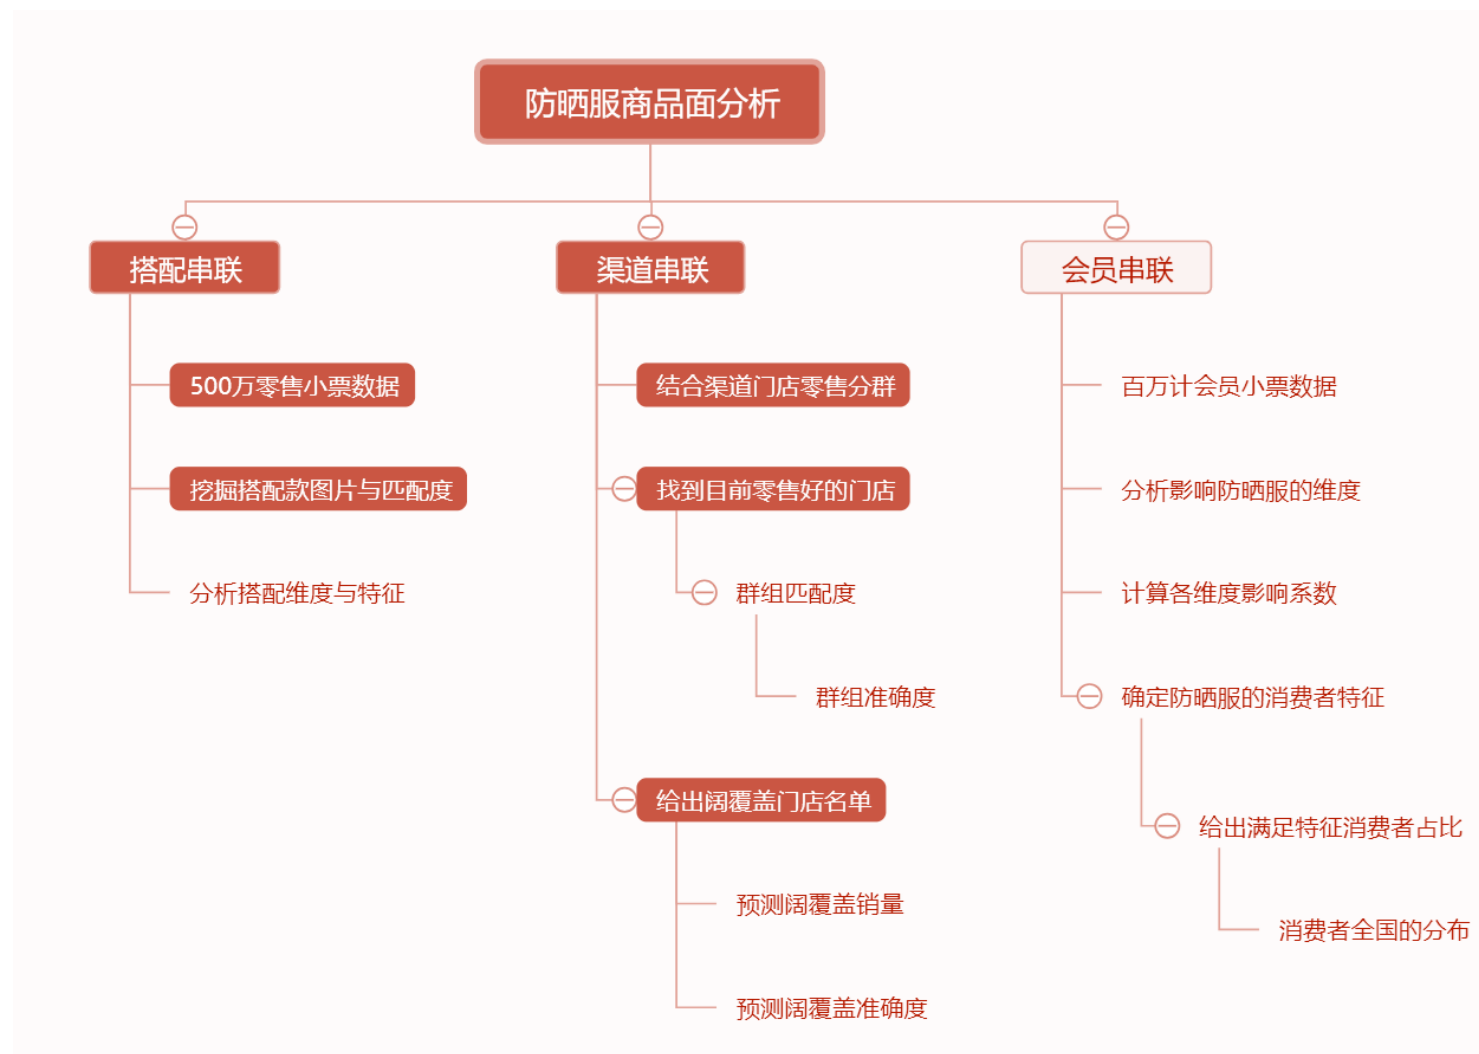 防晒服商品面分析
搭配串联
500万零售小票数据
挖掘搭配款图片与匹配度
分析搭配维度与特征
渠道串联
结合渠道门店零售分群
找到目前零售好的门店
群组匹配度
群组准确度
给出阔覆盖门店名单
预测阔覆盖销量
预测阔覆盖准确度
会员串联
百万计会员小票数据
分析影响防晒服的维度
计算各维度影响系数
确定防晒服的消费者特征
给出满足特征消费者占比
消费者全国的分布